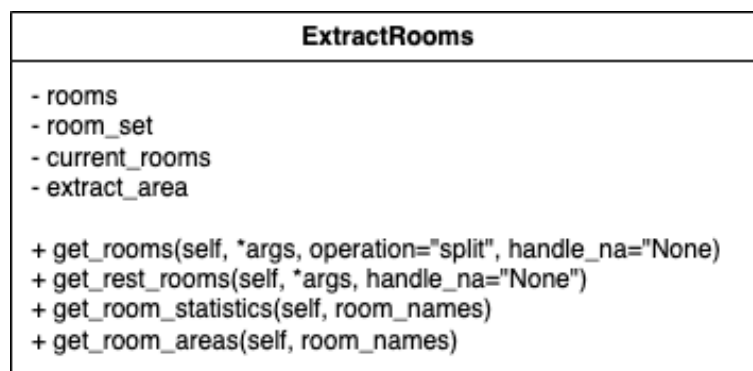 ExtractRooms
- rooms
- room_set
- current_rooms
- extract_area
+ get_rooms(self, *args, operation="split", handle_na="None)
+ get_rest_rooms(self, *args, handle_na="None")
+ get_room_statistics(self, room_names)
+ get_room_areas(self, room_names)